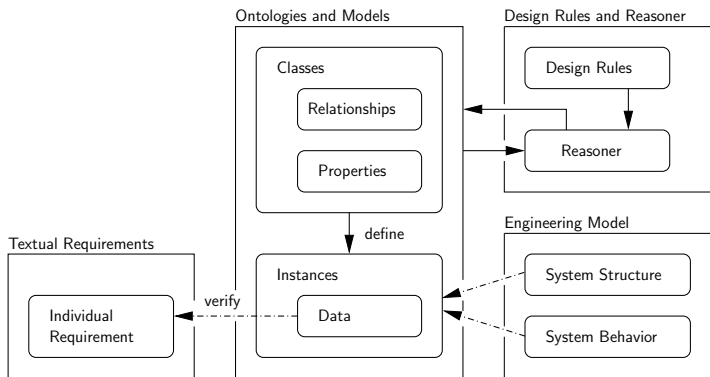 Ontologies and Models
Design Rules and Reasoner
Classes
Relationships
Properties
Design Rules
Reasoner
define
Textual Requirements
Engineering Model
Instances
Data
verify
Individual
Requirement
System Structure
System Behavior